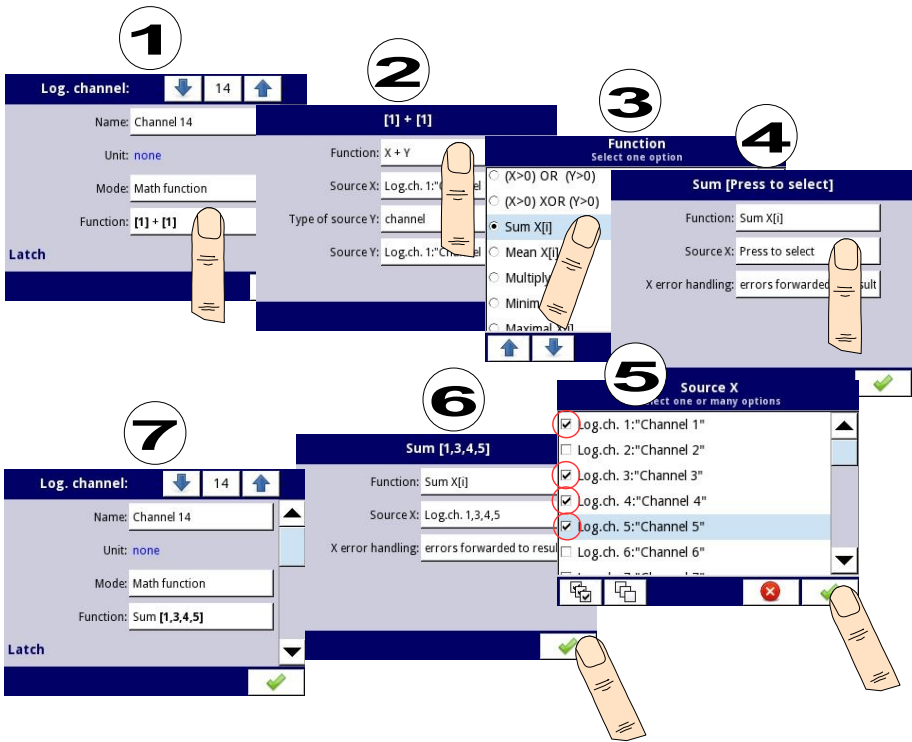 1
Log. channel:
14
Name: Channel 14
Unit: none
Mode: Math function
Function: [1] + [1]
Latch
2
[1] + [1]
Function: X + Y
Source X: Log.ch. 1:
Type of source Y: channel
Source Y: Log.ch. 1:
3
Function
Select one option
(X>0) OR (Y>0)
(X>0) XOR (Y>0)
Sum X[i]
Mean X[i]
Multiply
Minim
Maximal X[i]
4
Sum [Press to select]
Function: Sum X[i]
Source X: Press to select
X error handling: errors forwarded
5
Source X
Select one or many options
Log.ch. 1:"Channel 1"
Log.ch. 2:"Channel 2"
Log.ch. 3:"Channel 3"
Log.ch. 4:"Channel 4"
Log.ch. 5:"Channel 5"
Log.ch. 6:"Channel 6"
6
Sum [1,3,4,5]
Function: Sum X[i]
Source X: Log.ch. 1,3,4,5
X error handling: errors forwarded to resul
7
Log. channel:
14
Name: Channel 14
Unit: none
Mode: Math function
Function: Sum [1,3,4,5]
Latch